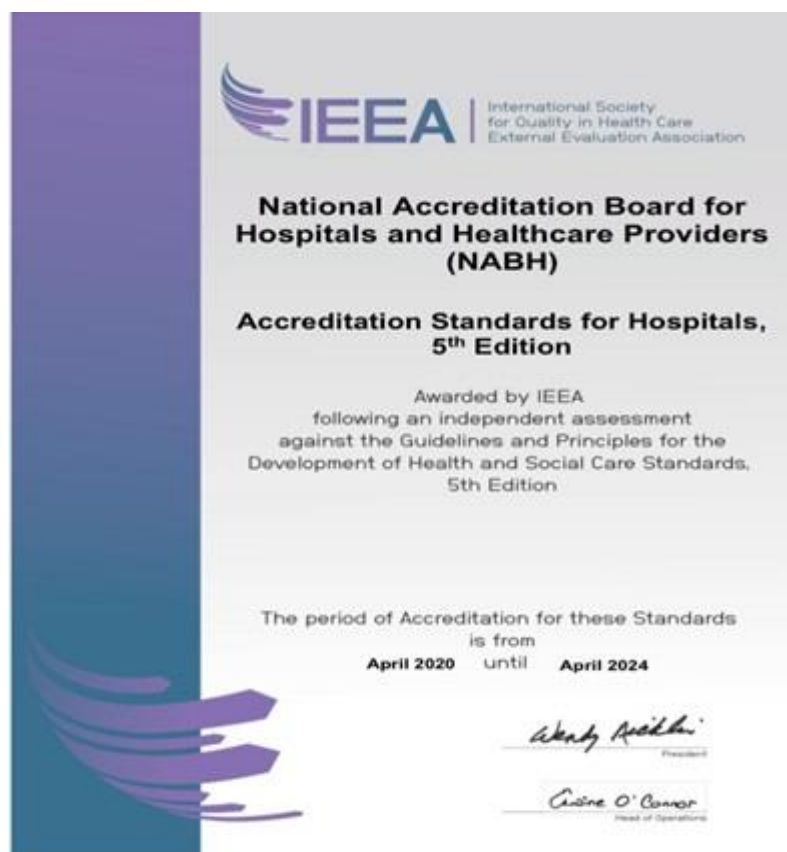 IEEA
International Society
for Quality in Health Care
External Evaluation Association
National Accreditation Board for
Hospitals and Healthcare Providers
(NABH)
Accreditation Standards for Hospitals,
5th Edition
Awarded by IEEA
following an independent assessment
against the Guidelines and Principles for the
Development of Health and Social Care Standards,
5th Edition
The period of Accreditation for these Standards
is from
April 2020 until April 2024
Wendy
President
O'Connor
Head of Operations